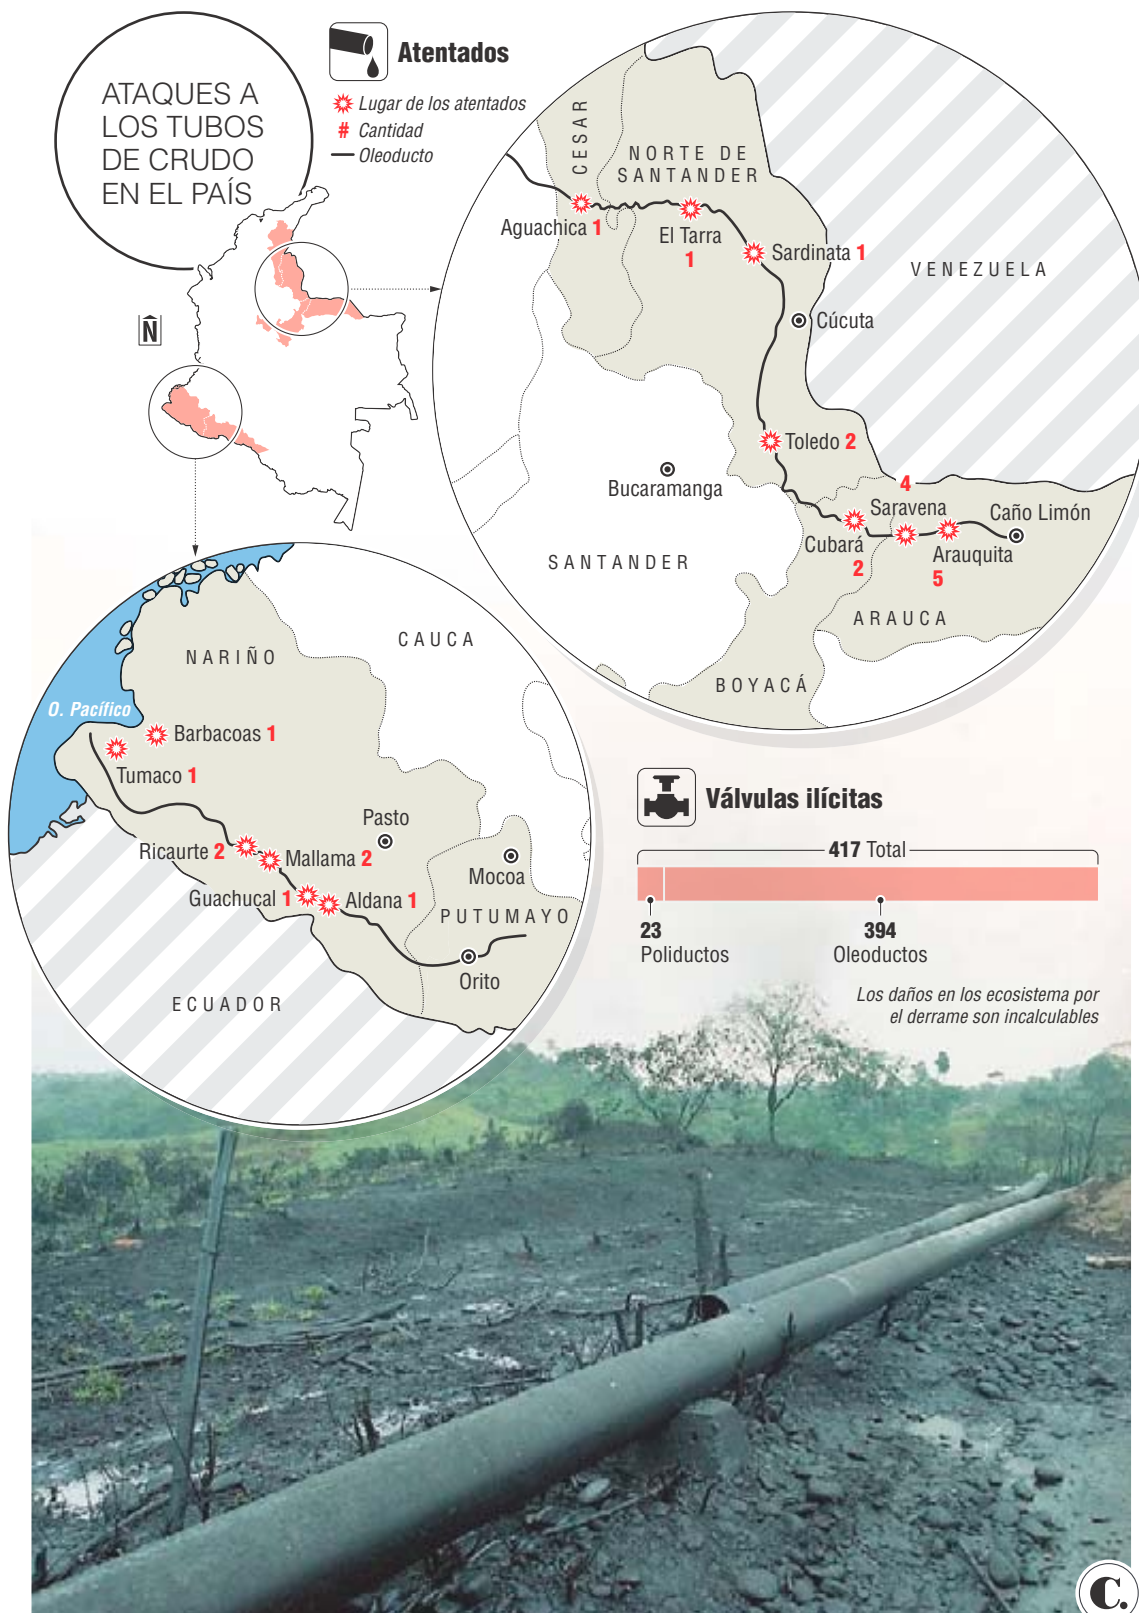 ATAQUES A
LOS TUBOS
DE CRUDO
EN EL PAÍS
Atentados
Lugar de los atentados
# Cantidad
Oleoducto
N
CESAR
NORTE DE
SANTANDER
Aguachica 1
El Tarra
1
Sardinata 1
VENEZUELA
Cúcuta
Toledo 2
Bucaramanga
4
Saravena
Caño Limón
Cubará
2
Arauquita
5
SANTANDER
ARAUCA
BOYACÁ
CAUCA
NARIÑO
O. Pacífico
Barbacoas 1
Tumaco 1
Pasto
Ricaurte 2
Mallama 2
Mocoa
Guachucal 1
Aldana 1
PUTUMAYO
Orito
ECUADOR
Válvulas ilícitas
417 Total
23
Poliductos
394
Oleoductos
Los daños en los ecosistema por
el derrame son incalculables
C.